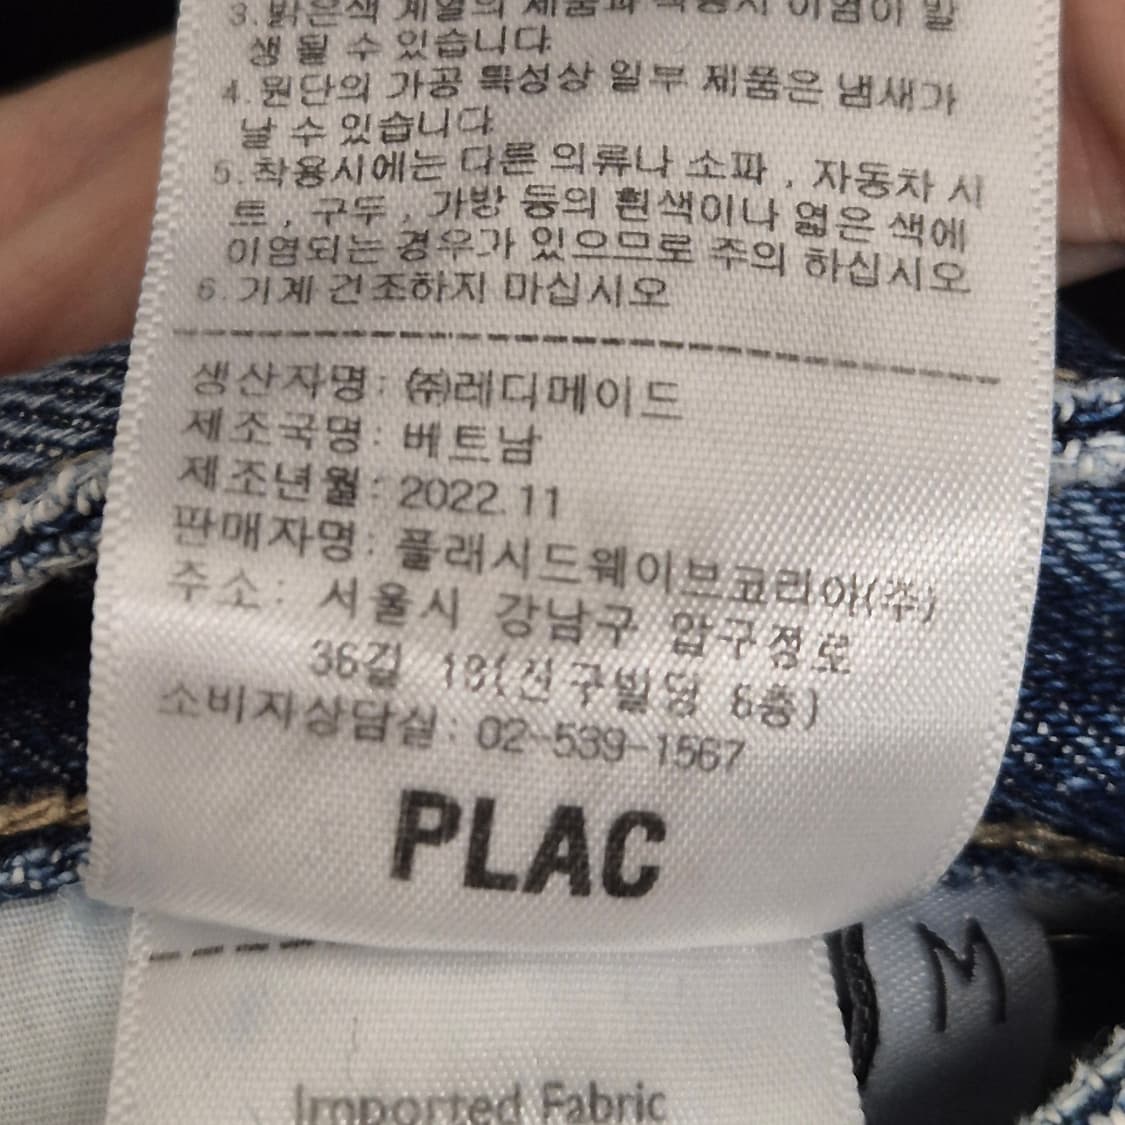 3.밝은색 계열의 제품과 착용시 이염이 발
생 될 수 있습니다
4.원단의 가공 특성상 일부 제품은 냄새가
날 수 있습니다
5.착용시에는 다른 의류나 소파 , 자동차 시
트 , 구두 , 가방 등의 흰색이나 엷은 색에
이염되는 경우가 있으므로 주의 하십시오
6.기계 건조하지 마십시오
생산자명: ㈜레디메이드
제조국명: 베트남
제조년월: 2022.11
판매자명: 플래시드웨이브코리아(주)
주소: 서울시 강남구 압구정로
36길 18(진구빌딩 6층)
소비자상담실: 02-539-1567
PLAC
M
Imported Fabric